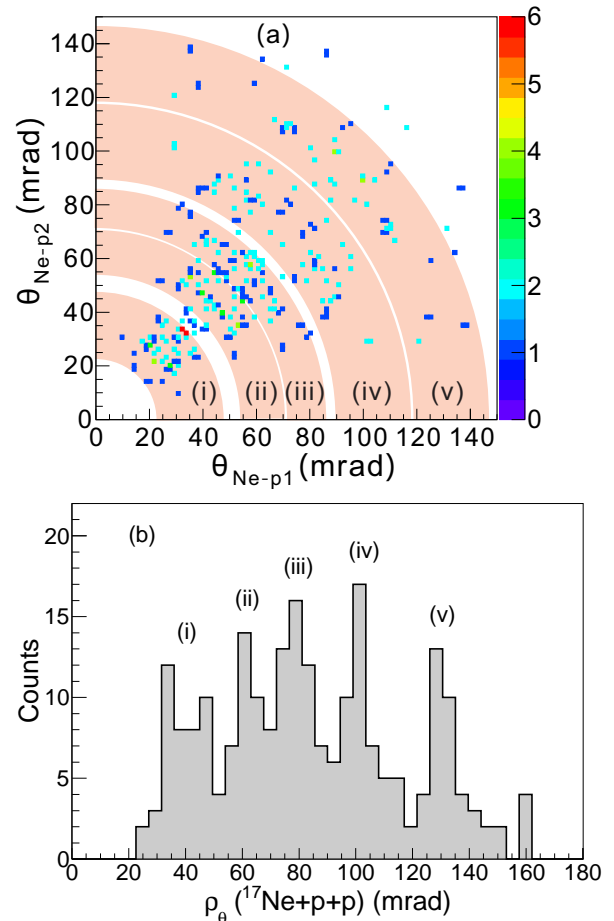 (a)
140
120
100
80
60
40
20
0
θNe-p2 (mrad)
(i) (ii) (iii) (iv) (v)
0 20 40 60 80 100 120 140
θNe-p1 (mrad)
6
5
4
3
2
1
0
(b)
20
15
10
5
0
Counts
(i) (ii) (iii) (iv) (v)
0 20 40 60 80 100 120 140 160 180
ρθ (17Ne+p+p) (mrad)